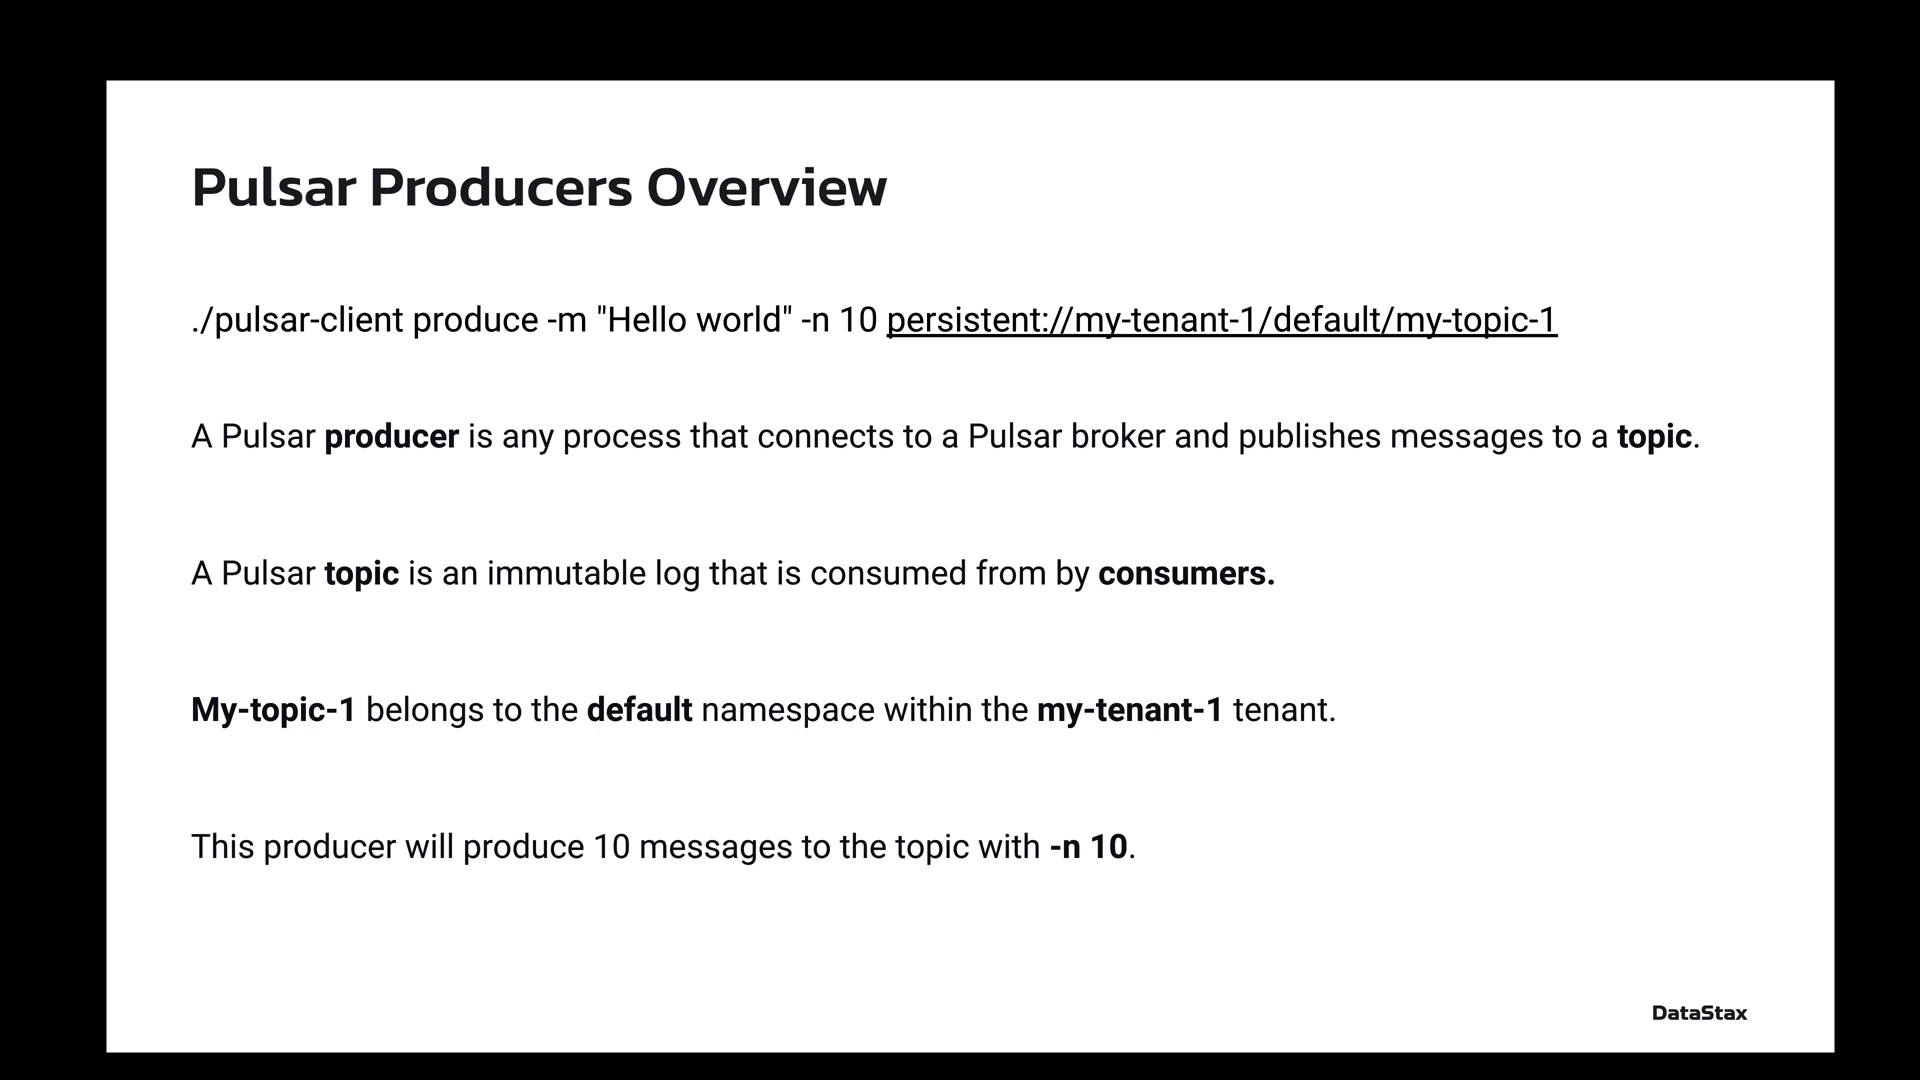 Pulsar Producers Overview
./pulsar-client produce -m "Hello world" -n 10 persistent://my-tenant-1/default/my-topic-1
A Pulsar producer is any process that connects to a Pulsar broker and publishes messages to a topic.
A Pulsar topic is an immutable log that is consumed from by consumers.
My-topic-1 belongs to the default namespace within the my-tenant-1 tenant.
This producer will produce 10 messages to the topic with -n 10.
DataStax